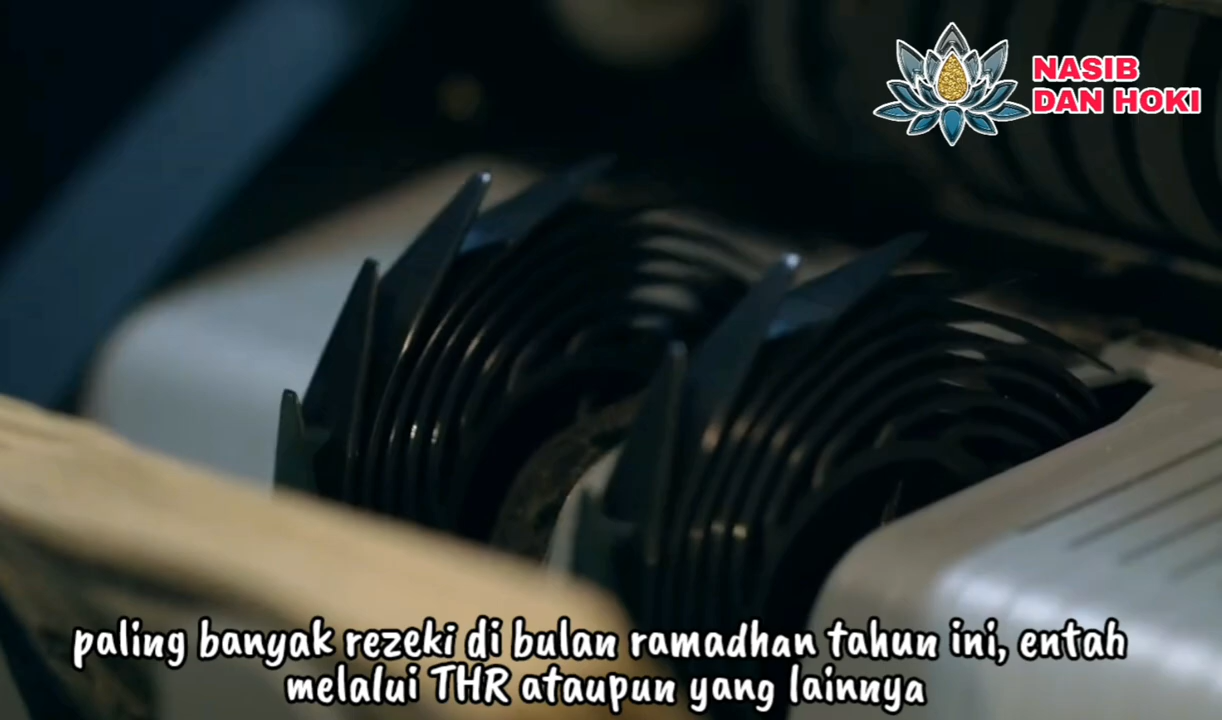 NASIB
DAN HOKI
paling banyak rezeki di bulan ramadhan tahun ini, entah
melalui THR ataupun yang lainnya